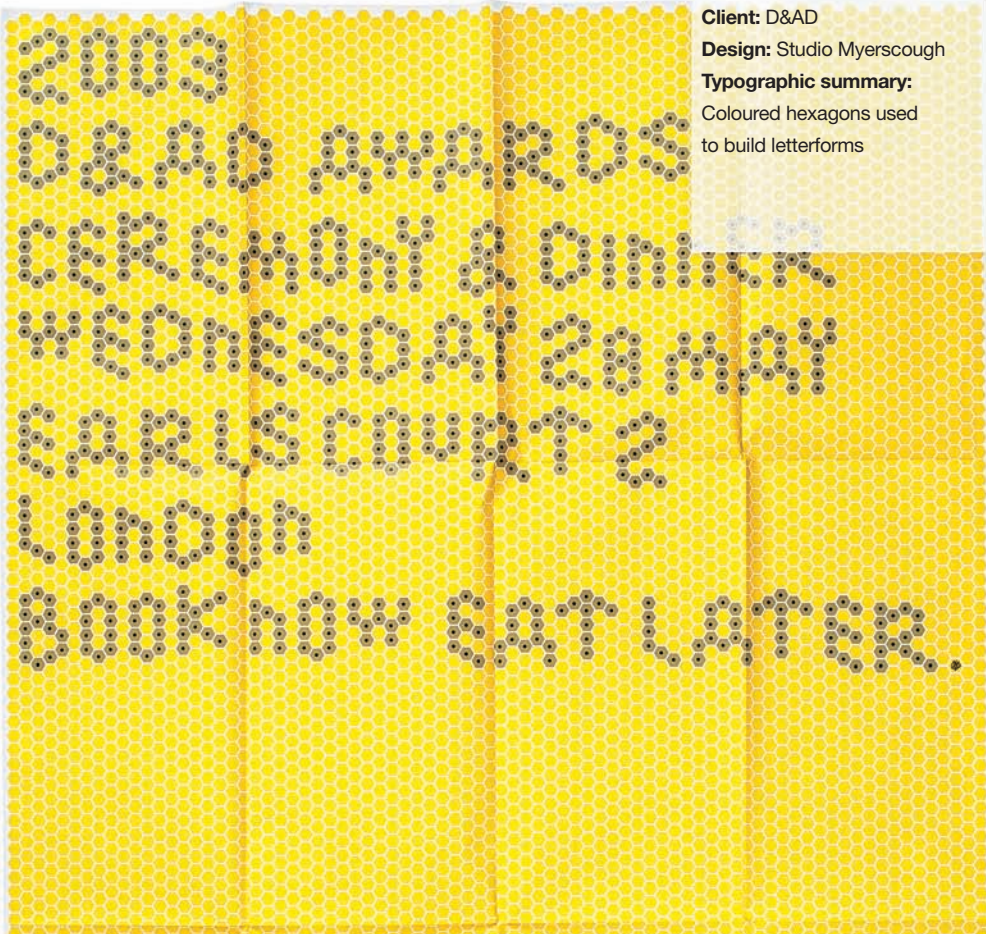 2003
D&AD AWARDS
CEREMONY & DINNER
WEDNESDAY 28 MAY
EARLS COURT 2
LONDON
BOOK NOW EAT LATER.
Client: D&AD
Design: Studio Myerscough
Typographic summary:
Coloured hexagons used
to build letterforms